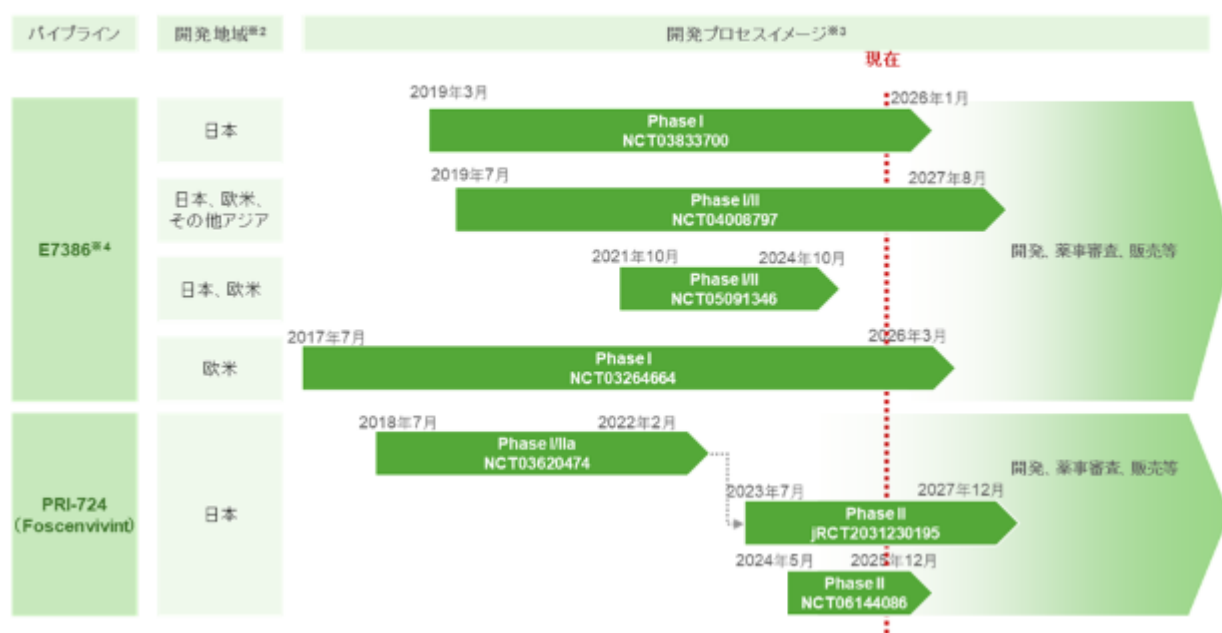 パイプライン
開発地域※2
開発プロセスイメージ※3
現在
E7386※4
日本
2019年3月
2026年1月
Phase I
NCT03833700
日本、欧米、
その他アジア
2019年7月
2027年8月
Phase I/II
NCT04008797
日本、欧米
2021年10月
2024年10月
Phase I/II
NCT05091346
欧米
2017年7月
2026年3月
Phase I
NCT03264664
開発、薬事審査、販売等
PRI-724
(Foscenvivint)
日本
2018年7月
2022年2月
Phase I/IIa
NCT03620474
2023年7月
2027年12月
Phase II
jRCT2031230195
2024年5月
2025年12月
Phase II
NCT06144086
開発、薬事審査、販売等